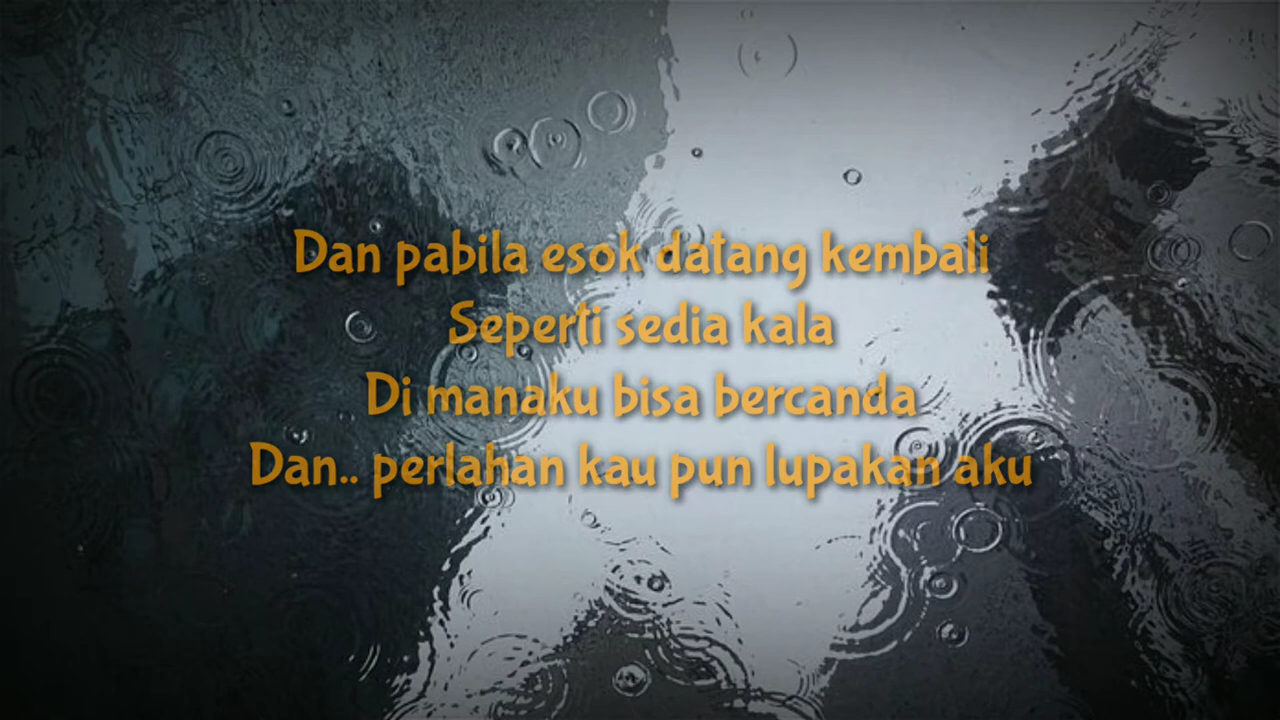 Dan pabila esok datang kembali
Seperti sedia kala
Di manaku bisa bercanda
Dan.. perlahan kau pun lupakan aku